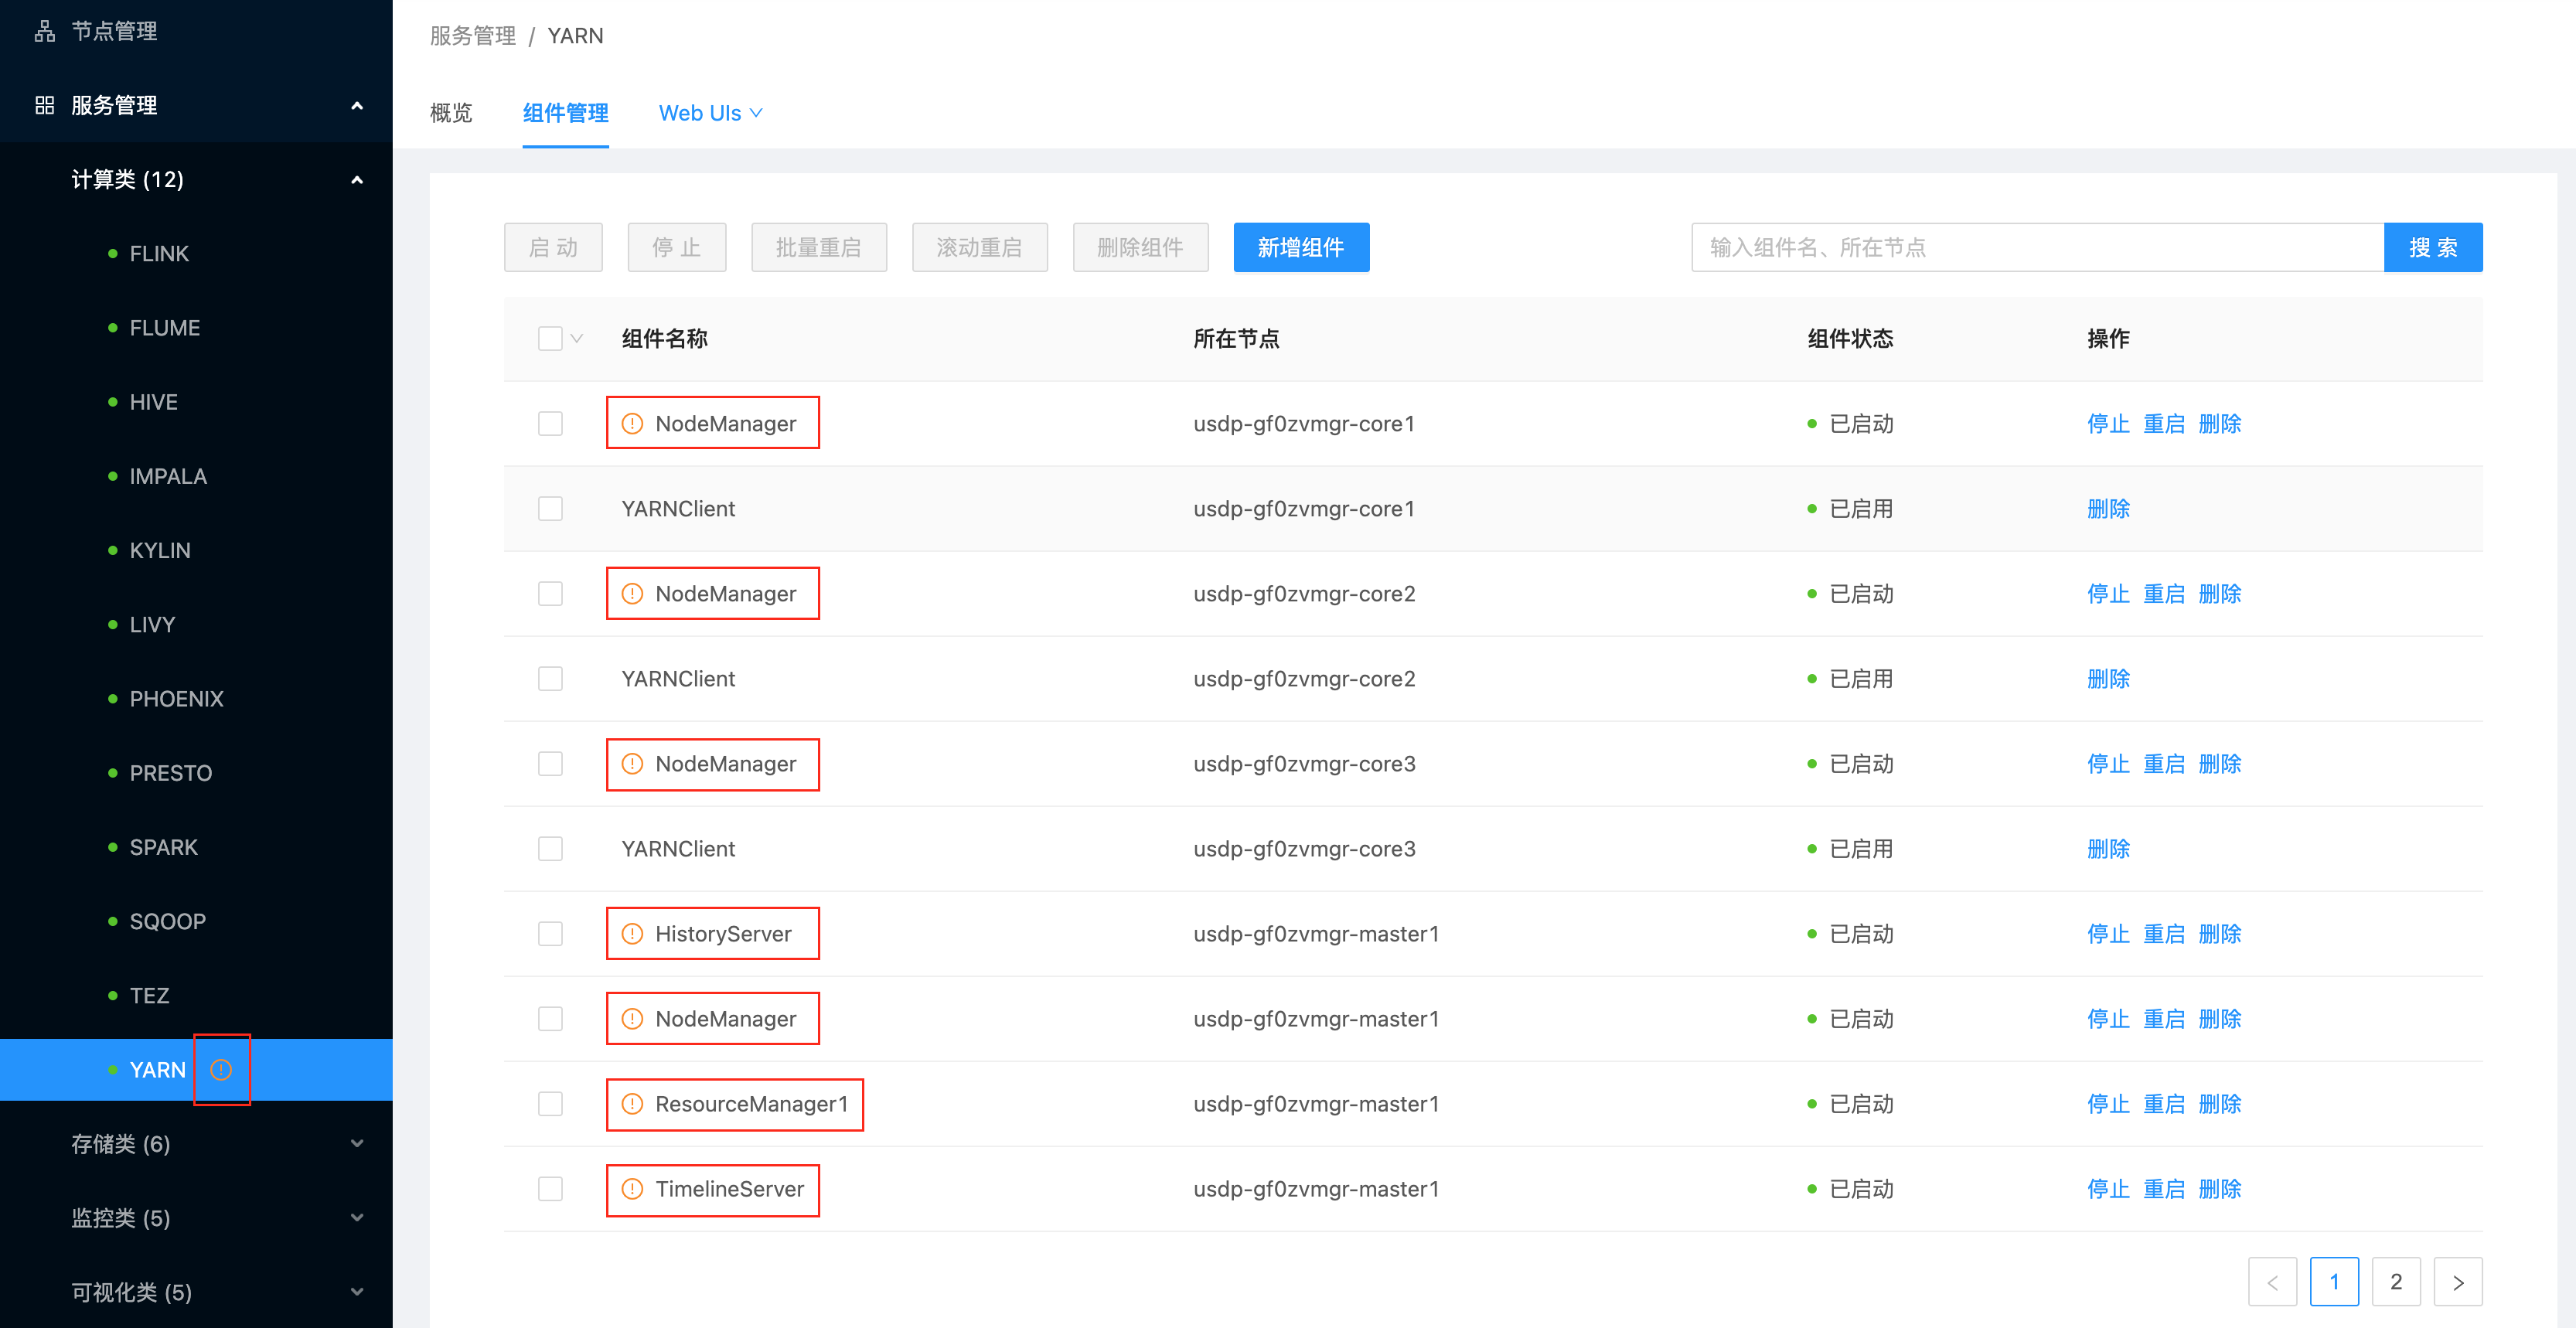 节点管理
服务管理
计算类 (12)
FLINK
FLUME
HIVE
IMPALA
KYLIN
LIVY
PHOENIX
PRESTO
SPARK
SQOOP
TEZ
YARN
存储类 (6)
监控类 (5)
可视化类 (5)
服务管理 / YARN
概览 组件管理 Web UIs
启 动 停 止 批量重启 滚动重启 删除组件 新增组件 输入组件名、所在节点 搜 索
组件名称 所在节点 组件状态 操作
NodeManager usdp-gf0zvmgr-core1 已启动 停止 重启 删除
YARNClient usdp-gf0zvmgr-core1 已启用 删除
NodeManager usdp-gf0zvmgr-core2 已启动 停止 重启 删除
YARNClient usdp-gf0zvmgr-core2 已启用 删除
NodeManager usdp-gf0zvmgr-core3 已启动 停止 重启 删除
YARNClient usdp-gf0zvmgr-core3 已启用 删除
HistoryServer usdp-gf0zvmgr-master1 已启动 停止 重启 删除
NodeManager usdp-gf0zvmgr-master1 已启动 停止 重启 删除
ResourceManager1 usdp-gf0zvmgr-master1 已启动 停止 重启 删除
TimelineServer usdp-gf0zvmgr-master1 已启动 停止 重启 删除
< 1 2 >